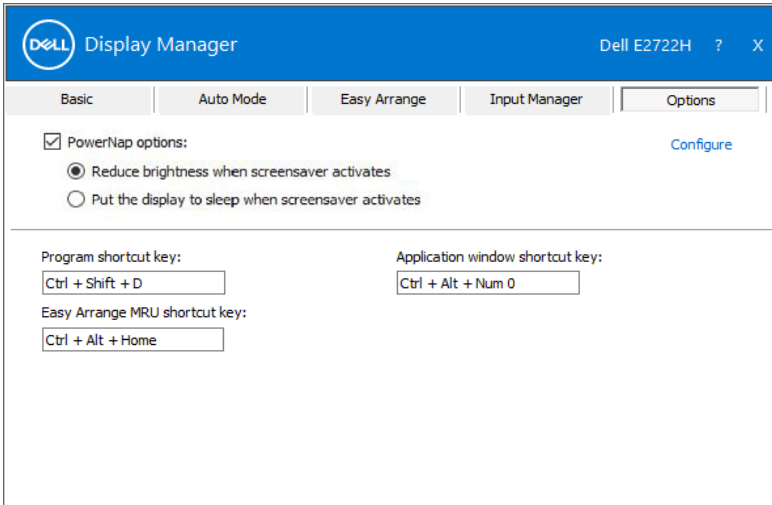 DELL Display Manager Dell E2722H ? X
Basic Auto Mode Easy Arrange Input Manager Options
PowerNap options: Configure
Reduce brightness when screensaver activates
Put the display to sleep when screensaver activates
Program shortcut key: Application window shortcut key:
Ctrl + Shift + D Ctrl + Alt + Num 0
Easy Arrange MRU shortcut key:
Ctrl + Alt + Home